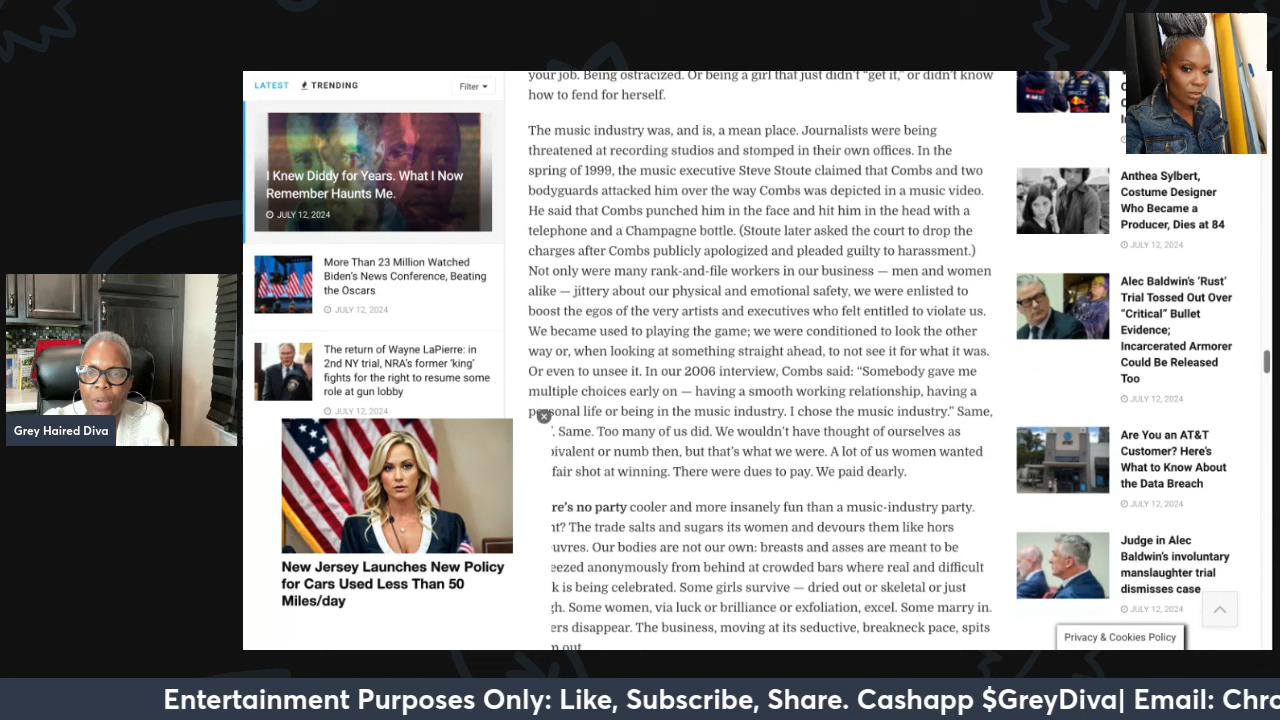 LATEST TRENDING Filter
I Knew Diddy for Years. What I Now
Remember Haunts Me.
JULY 12, 2024
More Than 23 Million Watched
Biden's News Conference, Beating
the Oscars
JULY 12, 2024
The return of Wayne LaPierre: in
2nd NY trial, NRA's former 'king'
fights for the right to resume some
role at gun lobby
JULY 12, 2024
New Jersey Launches New Policy
for Cars Used Less Than 50
Miles/day
Grey Haired Diva
your job. Being ostracized. Or being a girl that just didn't "get it," or didn't know
how to fend for herself.
The music industry was, and is, a mean place. Journalists were being
threatened at recording studios and stomped in their own offices. In the
spring of 1999, the music executive Steve Stoute claimed that Combs and two
bodyguards attacked him over the way Combs was depicted in a music video.
He said that Combs punched him in the face and hit him in the head with a
telephone and a Champagne bottle. (Stoute later asked the court to drop the
charges after Combs publicly apologized and pleaded guilty to harassment.)
Not only were many rank-and-file workers in our business — men and women
alike — jittery about our physical and emotional safety, we were enlisted to
boost the egos of the very artists and executives who felt entitled to violate us.
We became used to playing the game; we were conditioned to look the other
way or, when looking at something straight ahead, to not see it for what it was.
Or even to unsee it. In our 2006 interview, Combs said: "Somebody gave me
multiple choices early on — having a smooth working relationship, having a
personal life or being in the music industry. I chose the music industry." Same,
. Same. Too many of us did. We wouldn't have thought of ourselves as
bivalent or numb then, but that's what we were. A lot of us women wanted
fair shot at winning. There were dues to pay. We paid dearly.
re's no party cooler and more insanely fun than a music-industry party.
nt? The trade salts and sugars its women and devours them like hors
uvres. Our bodies are not our own: breasts and asses are meant to be
eezed anonymously from behind at crowded bars where real and difficult
k is being celebrated. Some girls survive — dried out or skeletal or just
gh. Some women, via luck or brilliance or exfoliation, excel. Some marry in.
ers disappear. The business, moving at its seductive, breakneck pace, spits
m out
Anthea Sylbert,
Costume Designer
Who Became a
Producer, Dies at 84
JULY 12, 2024
Alec Baldwin's 'Rust'
Trial Tossed Out Over
"Critical" Bullet
Evidence;
Incarcerated Armorer
Could Be Released
Too
JULY 12, 2024
Are You an AT&T
Customer? Here's
What to Know About
the Data Breach
JULY 12, 2024
Judge in Alec
Baldwin's involuntary
manslaughter trial
dismisses case
JULY 12, 2024
Privacy & Cookies Policy
Entertainment Purposes Only: Like, Subscribe, Share. Cashapp $GreyDiva| Email: Chro